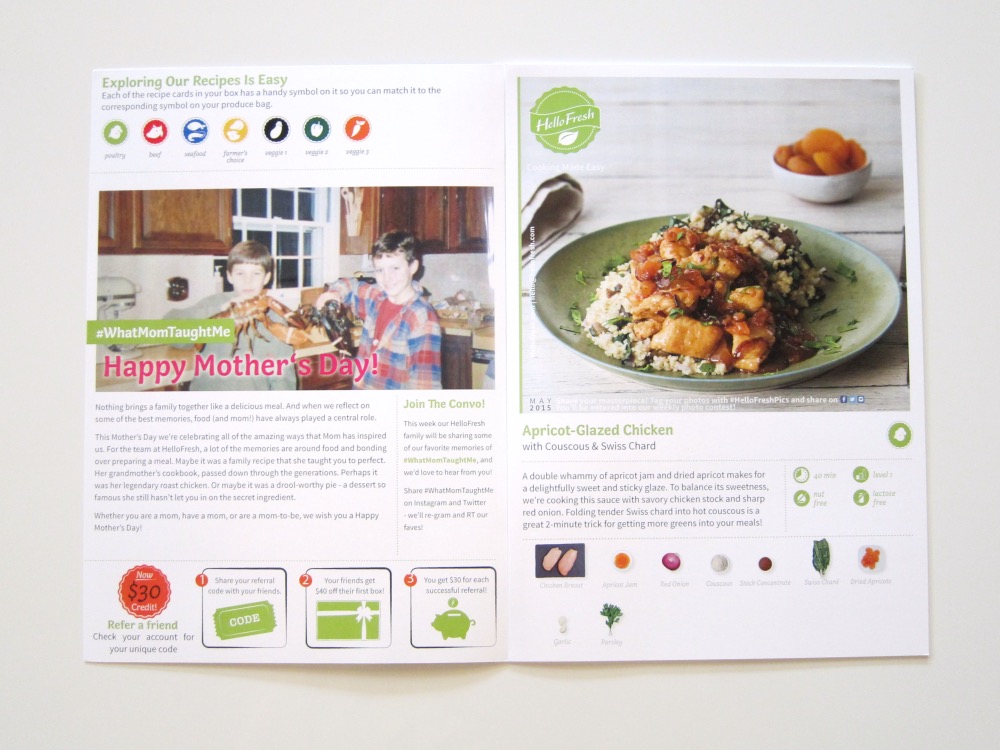 Exploring Our Recipes Is Easy
Each of the recipe cards in your box has a handy symbol on it so you can match it to the
corresponding symbol on your produce bag.
poultry
beef
seafood
farmer's
choice
veggie 1
veggie 2
veggie 3
#WhatMomTaughtMe
Happy Mother's Day!
Nothing brings a family together like a delicious meal. And when we reflect on
some of the best memories, food (and mom!) have always played a central role.
This Mother's Day we're celebrating all of the amazing ways that Mom has inspired
us. For the team at HelloFresh, a lot of the memories are around food and bonding
over preparing a meal. Maybe it was a family recipe that she taught you to perfect.
Her grandmother's cookbook, passed down through the generations. Perhaps it
was her legendary roast chicken. Or maybe it was a drool-worthy pie - a dessert so
famous she still hasn't let you in on the secret ingredient.
Whether you are a mom, have a mom, or are a mom-to-be, we wish you a Happy
Mother's Day!
Join The Convo!
This week our HelloFresh
family will be sharing some
of our favorite memories of
#WhatMomTaughtMe, and
we'd love to hear from you!
Share #WhatMomTaughtMe
on Instagram and Twitter
- we'll re-gram and RT our
faves!
Now
$30
Credit!
Refer a friend
Check your account for
your unique code
1
Share your referral
code with your friends.
CODE
2
Your friends get
$40 off their first box!
3
You get $30 for each
successful referral!
HelloFresh
Made Easy
MAY
2015
Tag your photos with #HelloFreshPics and share on
our weekly photo contest!
Apricot-Glazed Chicken
with Couscous & Swiss Chard
A double whammy of apricot jam and dried apricot makes for
a delightfully sweet and sticky glaze. To balance its sweetness,
we're cooking this sauce with savory chicken stock and sharp
red onion. Folding tender Swiss chard into hot couscous is a
great 2-minute trick for getting more greens into your meals!
40 min
level 1
nut
free
lactose
free
Chicken Breast
Apricot Jam
Red Onion
Couscous
Stock Concentrate
Swiss Chard
Dried Apricots
Garlic
Parsley